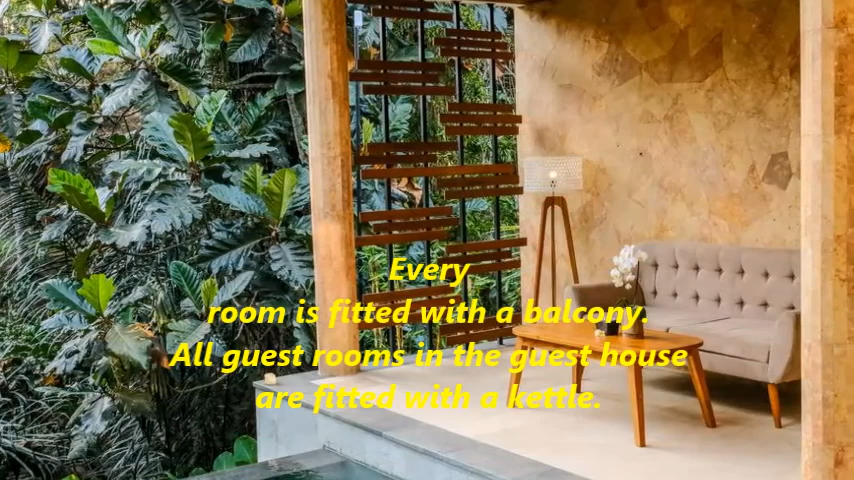 Every
room is fitted with a balcony.
All guest rooms in the guest house
are fitted with a kettle.